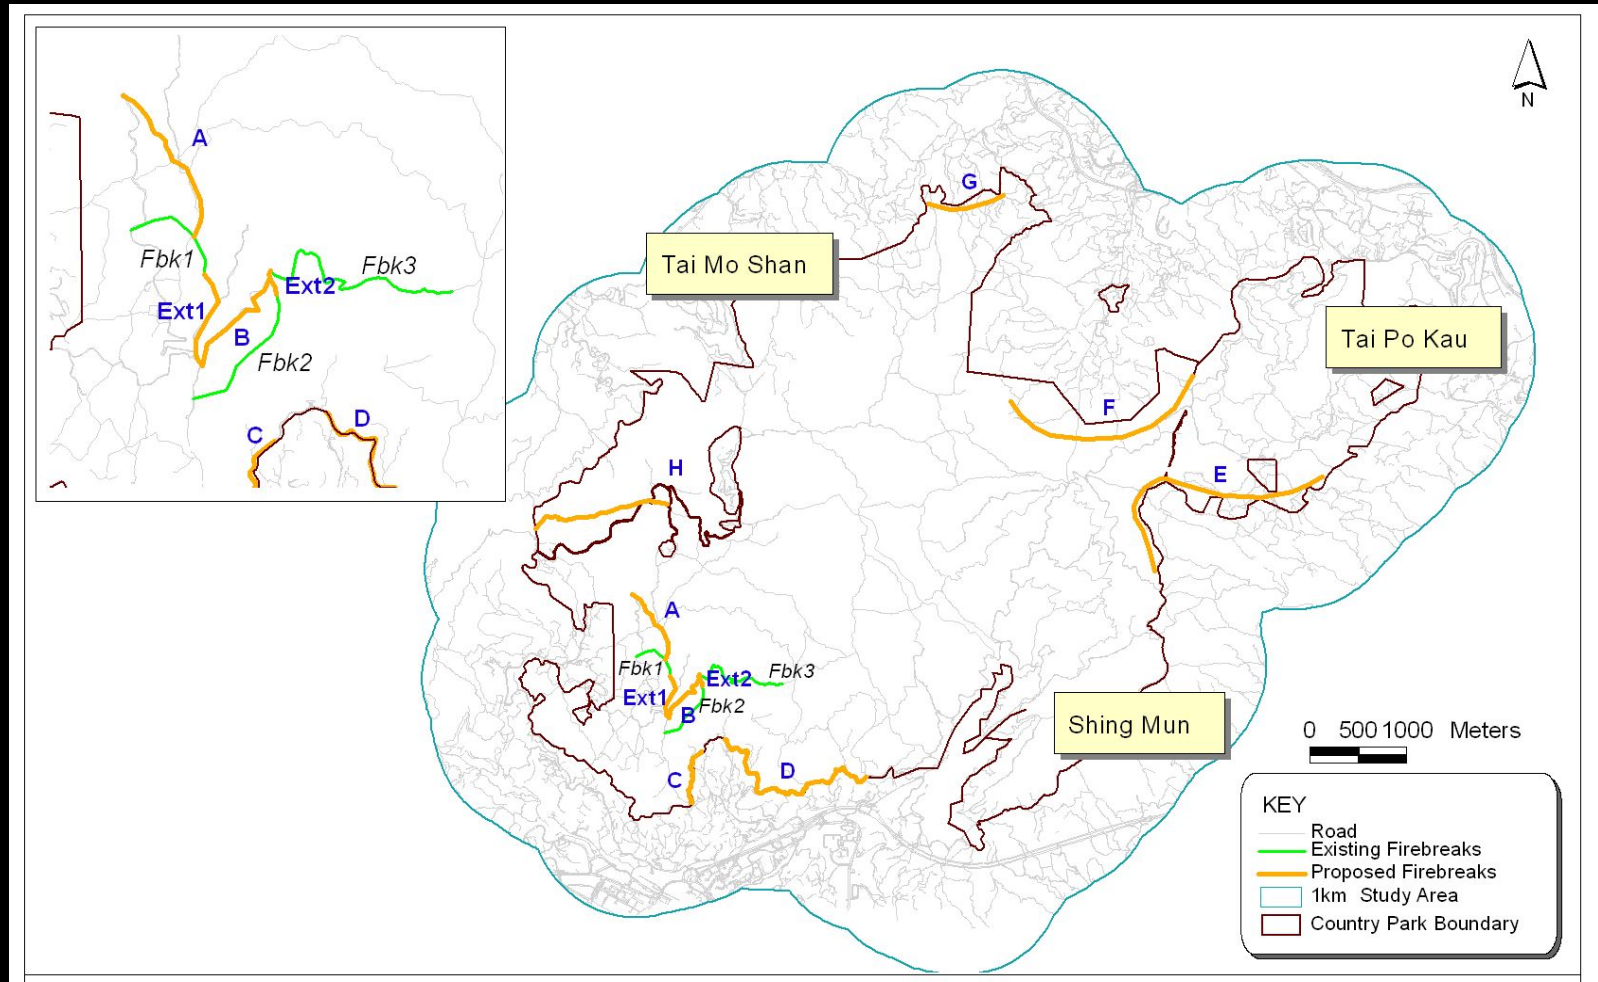 A
Fbk1
Fbk3
Ext2
Ext1
B
Fbk2
C
D
N
G
Tai Mo Shan
Tai Po Kau
F
H
E
A
Fbk1
Ext2
Fbk3
Ext1
Fbk2
B
C
D
Shing Mun
0 500 1000 Meters
KEY
Road
Existing Firebreaks
Proposed Firebreaks
1km Study Area
Country Park Boundary